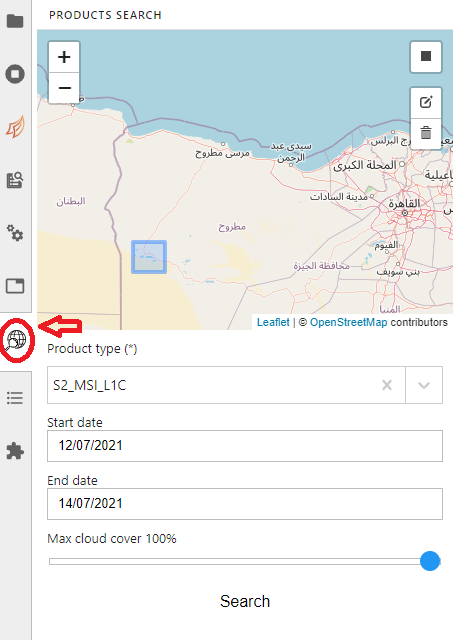 PRODUCTS SEARCH
+
−
سيدي عبد
الرحمن
مرسى مطروح
رج البرلس
المحلة الكبرى
مدينة السادات
القاهرة
البطنان
مطروح
الفيوم
محافظة الجيزة
بني سويف
المنيا
Leaflet | © OpenStreetMap contributors
Product type (*)
S2_MSI_L1C
Start date
12/07/2021
End date
14/07/2021
Max cloud cover 100%
Search